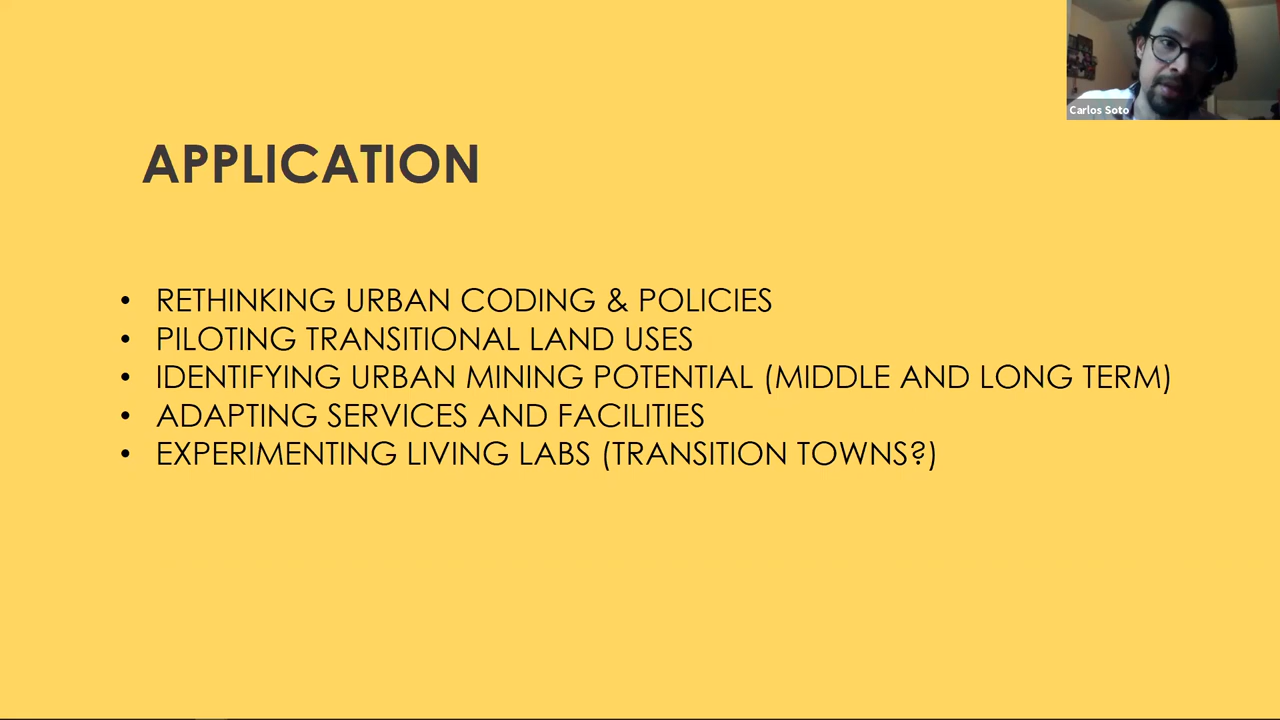 Carlos Soto
APPLICATION
• RETHINKING URBAN CODING & POLICIES
• PILOTING TRANSITIONAL LAND USES
• IDENTIFYING URBAN MINING POTENTIAL (MIDDLE AND LONG TERM)
• ADAPTING SERVICES AND FACILITIES
• EXPERIMENTING LIVING LABS (TRANSITION TOWNS?)